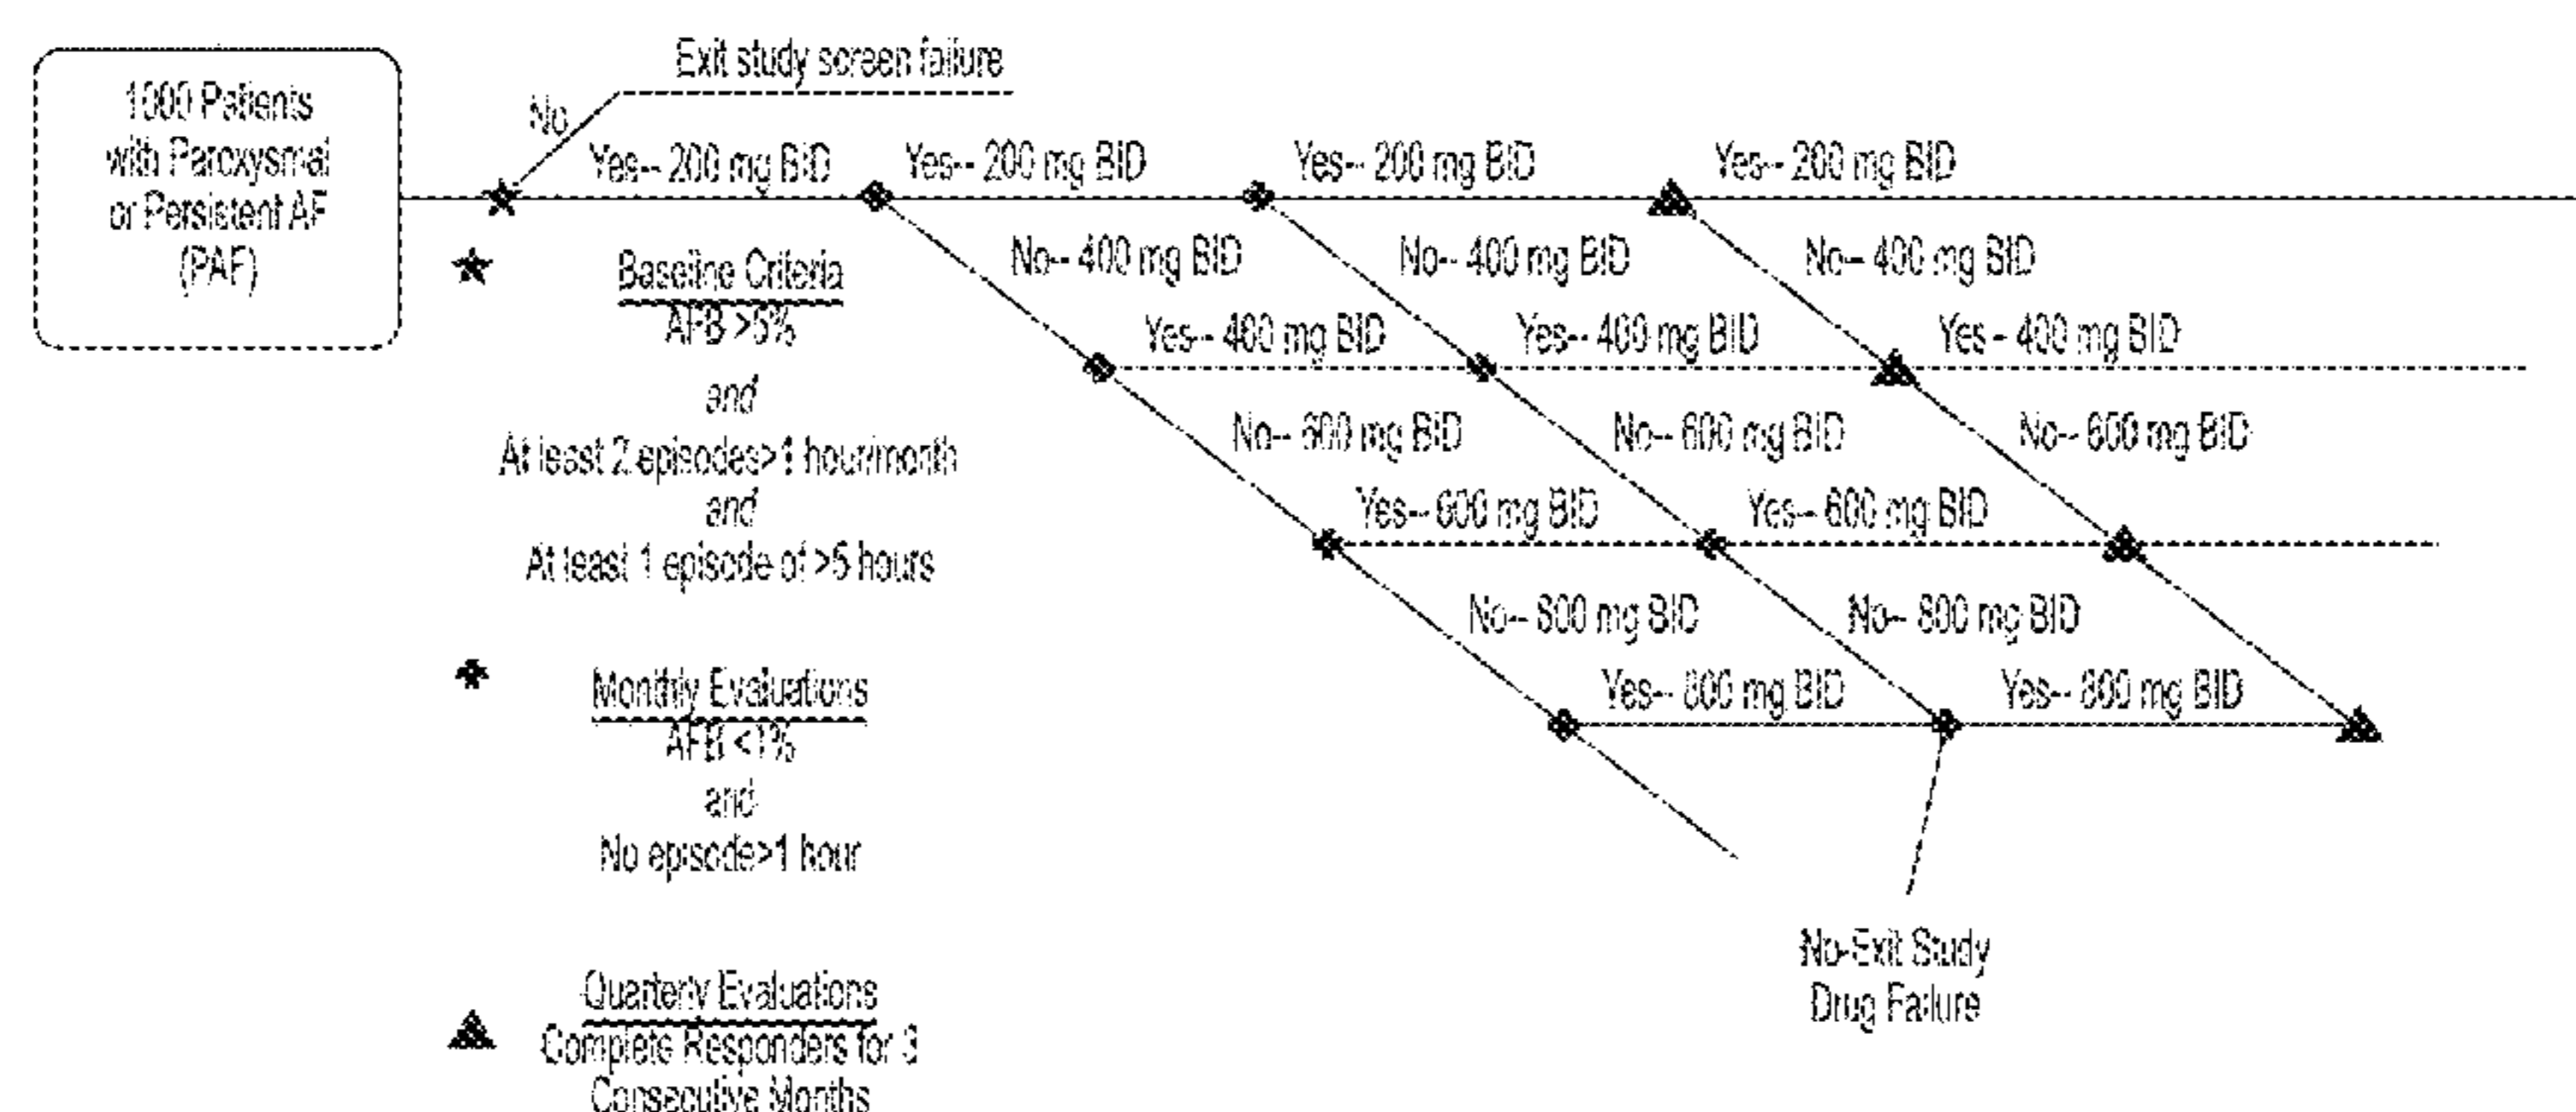 Exit study screen failure
1000 Patients
with Paroxysmal
or Persistent AF
(PAF)
No
Yes-- 200 mg BID
Yes-- 200 mg BID
Yes-- 200 mg BID
Yes-- 200 mg BID
No-- 400 mg BID
No-- 400 mg BID
No-- 400 mg BID
Baseline Criteria
AFB >5%
and
At least 2 episodes>1 hour/month
and
At least 1 episode of >5 hours
Yes-- 400 mg BID
Yes-- 400 mg BID
Yes-- 400 mg BID
No-- 600 mg BID
No-- 600 mg BID
No-- 600 mg BID
Yes-- 600 mg BID
Yes-- 600 mg BID
No-- 800 mg BID
No-- 800 mg BID
Yes-- 800 mg BID
Yes-- 800 mg BID
Monthly Evaluations
AFB <1%
and
No episode>1 hour
No-Exit Study
Drug Failure
Quarterly Evaluations
Complete Responders for 3
Consecutive Months